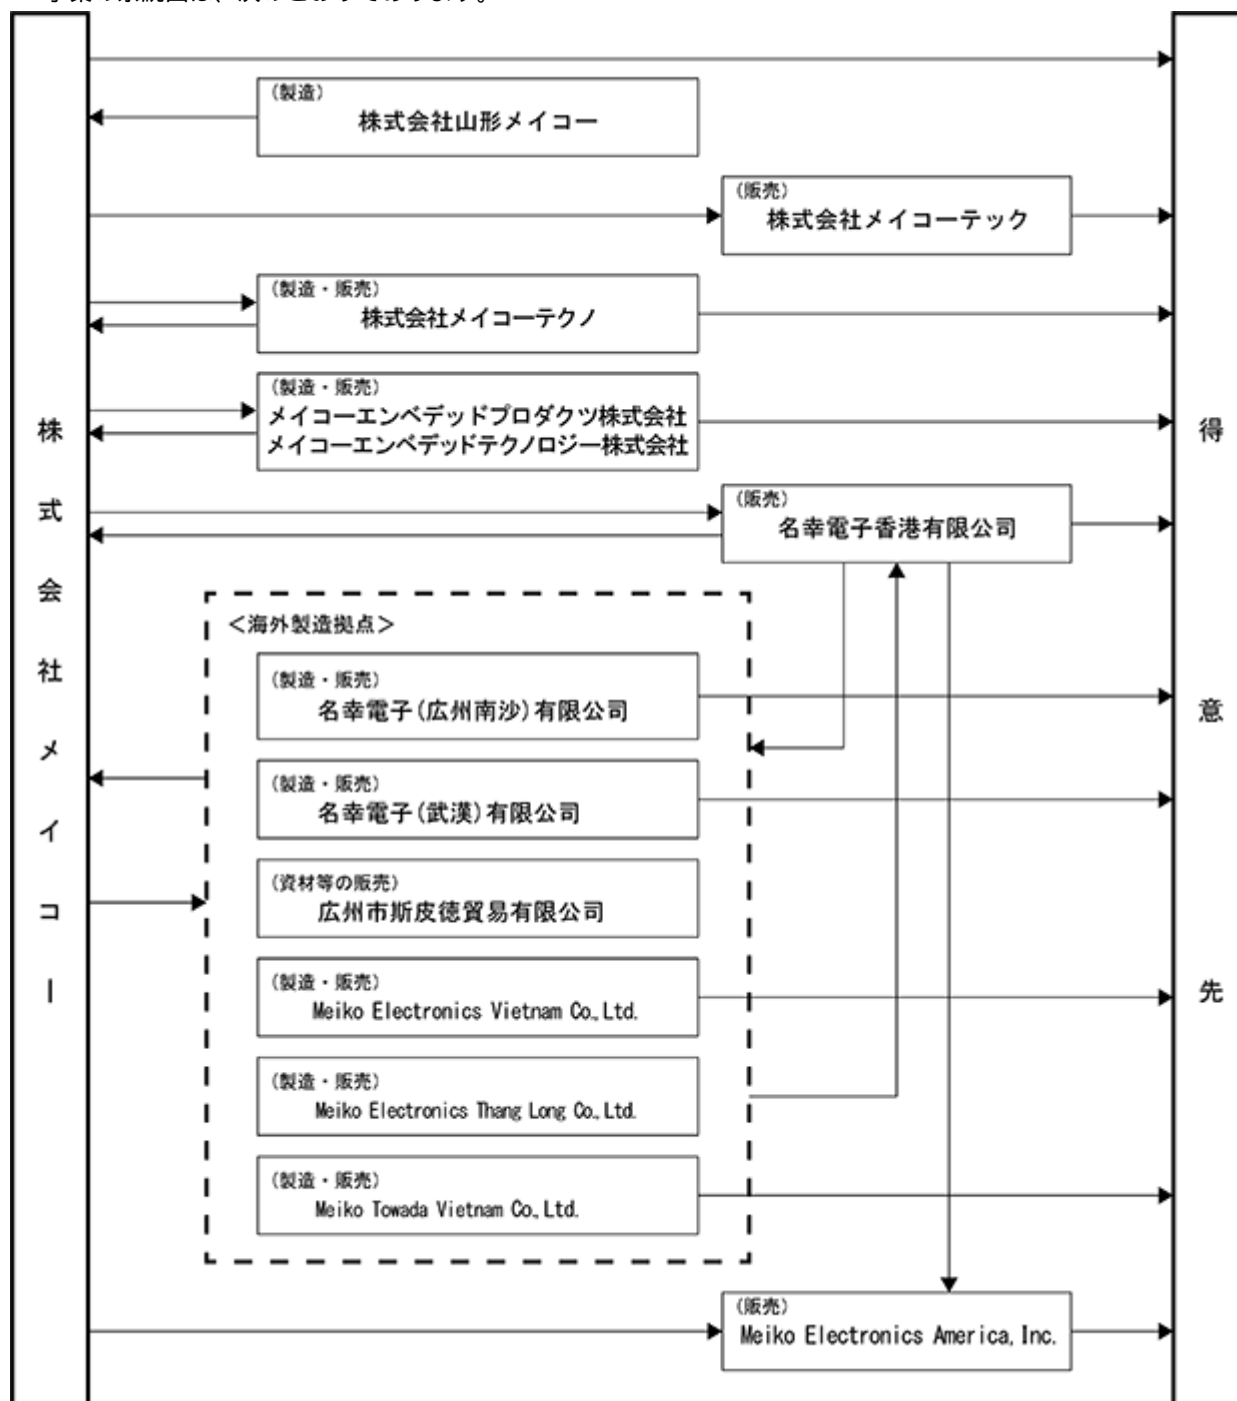 株式会社メイコー
(製造)
株式会社山形メイコー
(販売)
株式会社メイコーテック
(製造・販売)
株式会社メイコーテクノ
(製造・販売)
メイコーエンベデッドプロダクツ株式会社
メイコーエンベデッドテクノロジー株式会社
(販売)
名幸電子香港有限公司
<海外製造拠点>
(製造・販売)
名幸電子(広州南沙)有限公司
(製造・販売)
名幸電子(武漢)有限公司
(資材等の販売)
広州市斯皮徳貿易有限公司
(製造・販売)
Meiko Electronics Vietnam Co.,Ltd.
(製造・販売)
Meiko Electronics Thang Long Co.,Ltd.
(製造・販売)
Meiko Towada Vietnam Co.,Ltd.
(販売)
Meiko Electronics America,Inc.
得意先